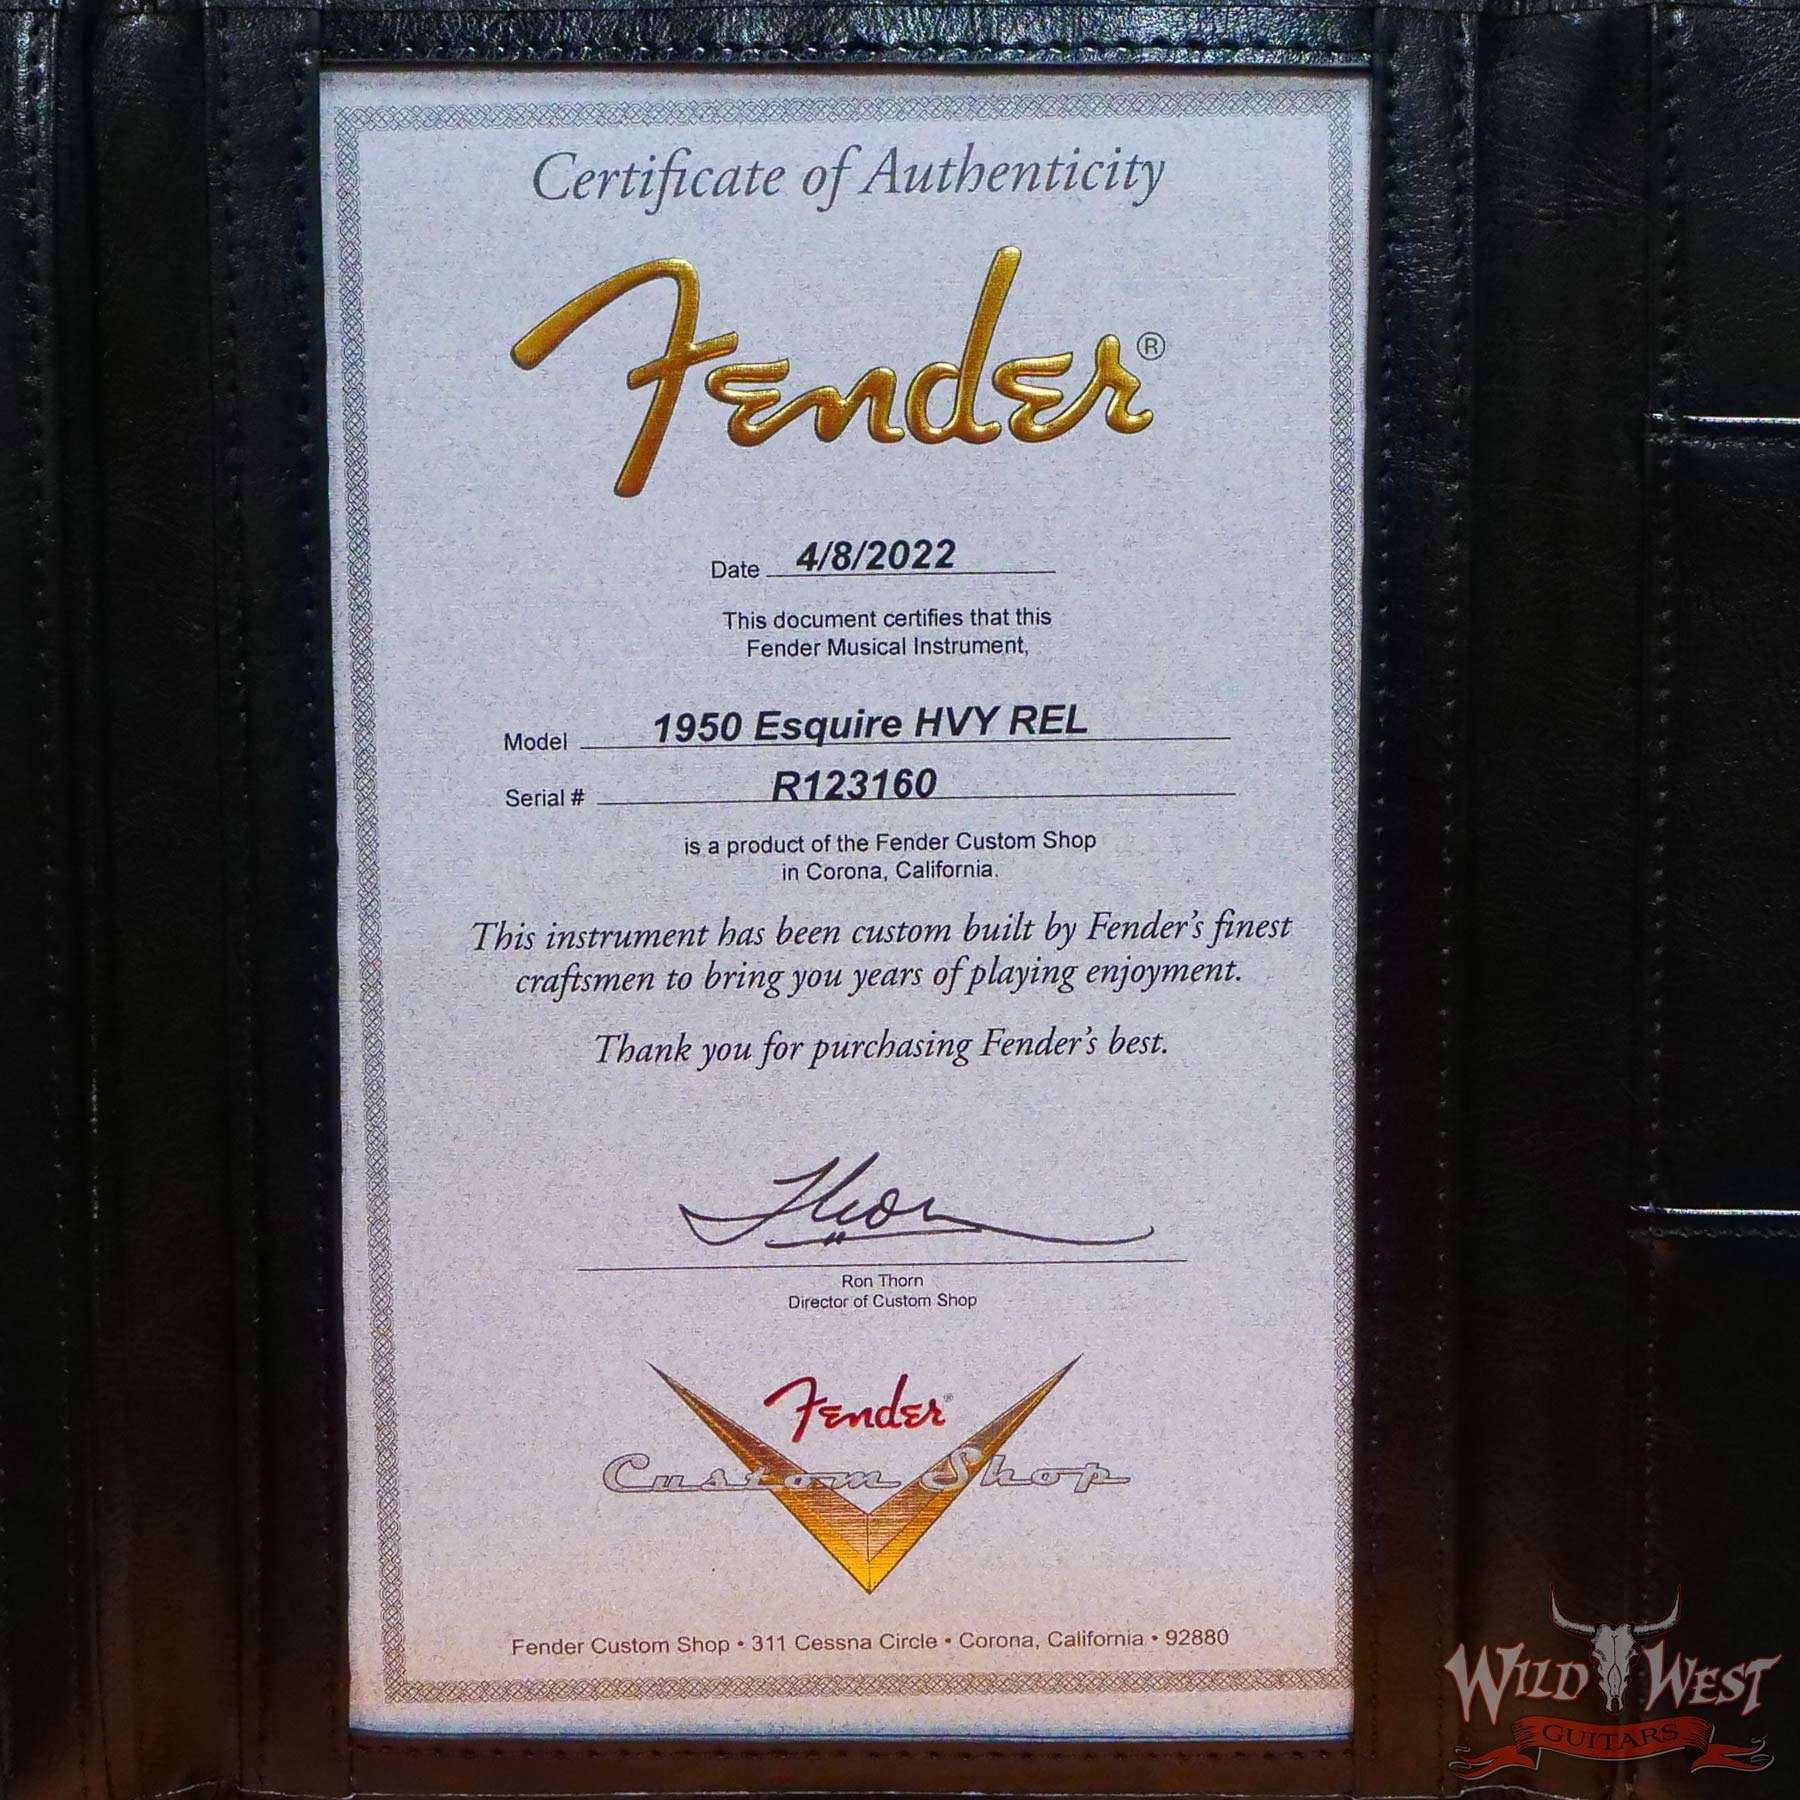 Certificate of Authenticity
Fender®
Date 4/8/2022
This document certifies that this
Fender Musical Instrument,
Model 1950 Esquire HVY REL
Serial # R123160
is a product of the Fender Custom Shop
in Corona, California.
This instrument has been custom built by Fender's finest
craftsmen to bring you years of playing enjoyment.
Thank you for purchasing Fender's best.
Thorn
Ron Thorn
Director of Custom Shop
Fender®
Custom Shop
Fender Custom Shop • 311 Cessna Circle • Corona, California • 92880
WILD WEST
GUITARS